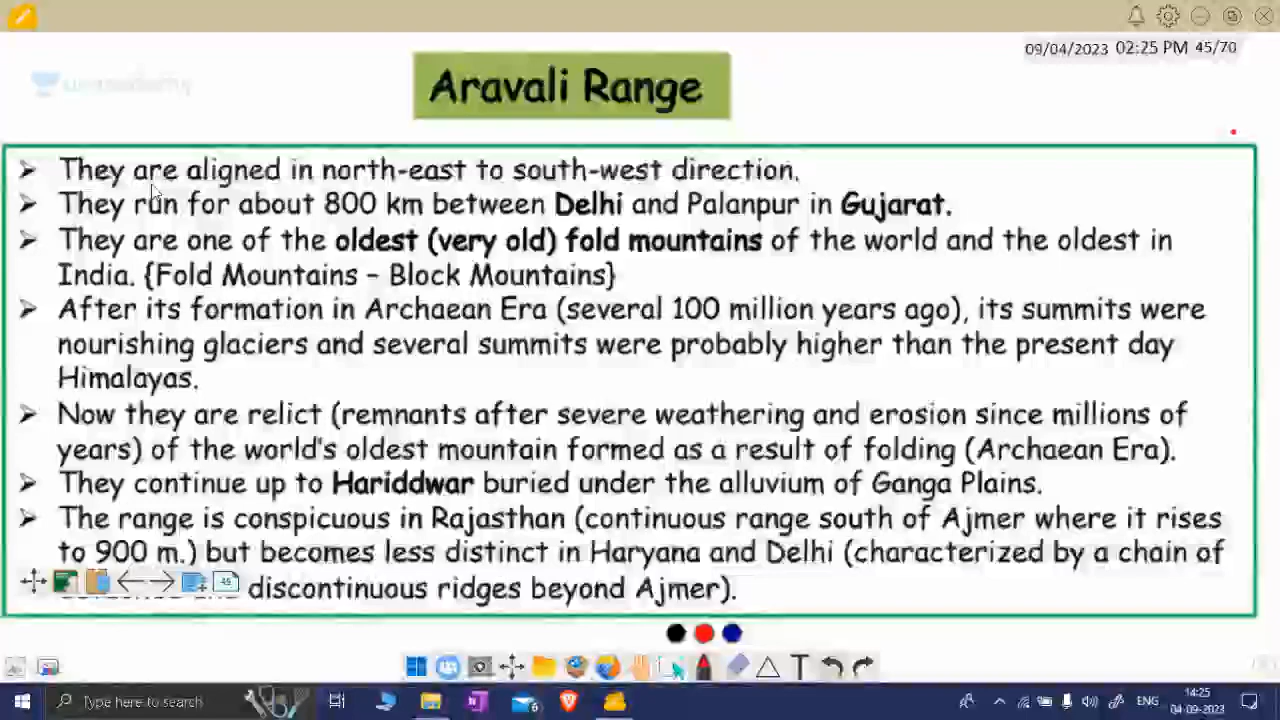 09/04/2023 02:25 PM 45/70
Aravali Range
➢ They are aligned in north-east to south-west direction.
➢ They run for about 800 km between Delhi and Palanpur in Gujarat.
➢ They are one of the oldest (very old) fold mountains of the world and the oldest in
India. {Fold Mountains – Block Mountains}
➢ After its formation in Archaean Era (several 100 million years ago), its summits were
nourishing glaciers and several summits were probably higher than the present day
Himalayas.
➢ Now they are relict (remnants after severe weathering and erosion since millions of
years) of the world's oldest mountain formed as a result of folding (Archaean Era).
➢ They continue up to Hariddwar buried under the alluvium of Ganga Plains.
➢ The range is conspicuous in Rajasthan (continuous range south of Ajmer where it rises
to 900 m.) but becomes less distinct in Haryana and Delhi (characterized by a chain of
discontinuous ridges beyond Ajmer).
45
T
Type here to search
ENG
14:25
04-09-2023